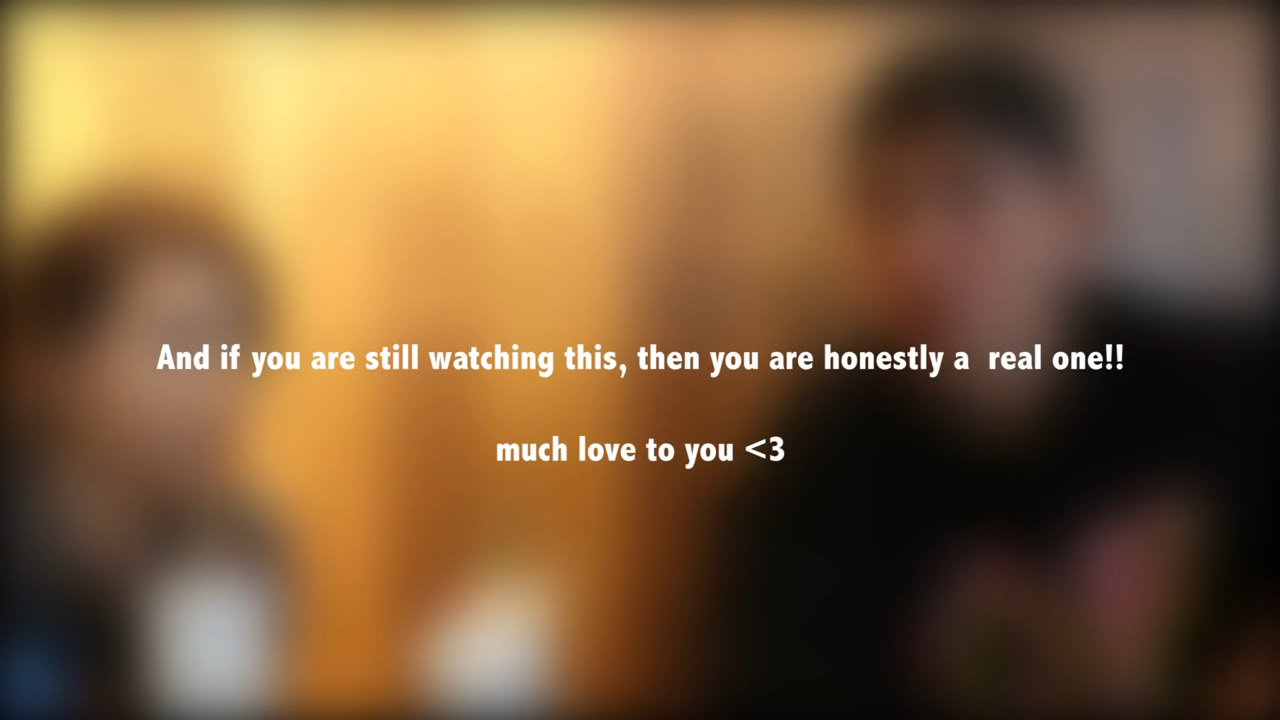 And if you are still watching this, then you are honestly a  real one!!
much love to you <3